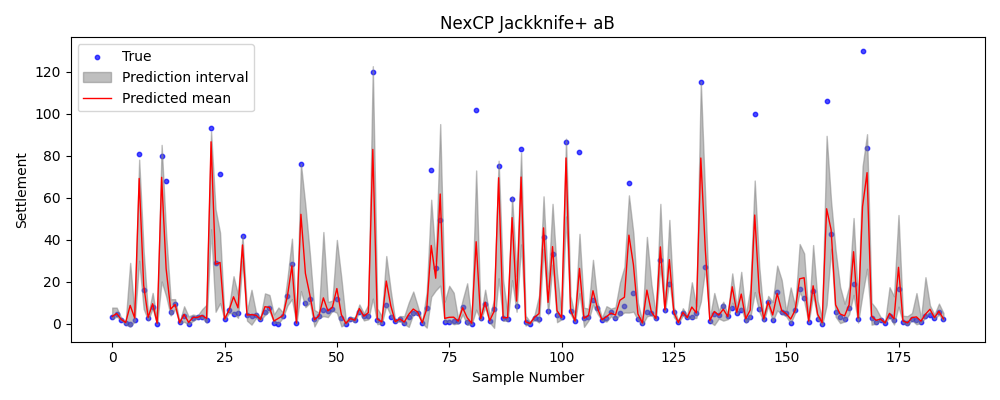 NexCP Jackknife+ aB
True
Prediction interval
Predicted mean
Settlement
120
100
80
60
40
20
0
0 25 50 75 100 125 150 175
Sample Number